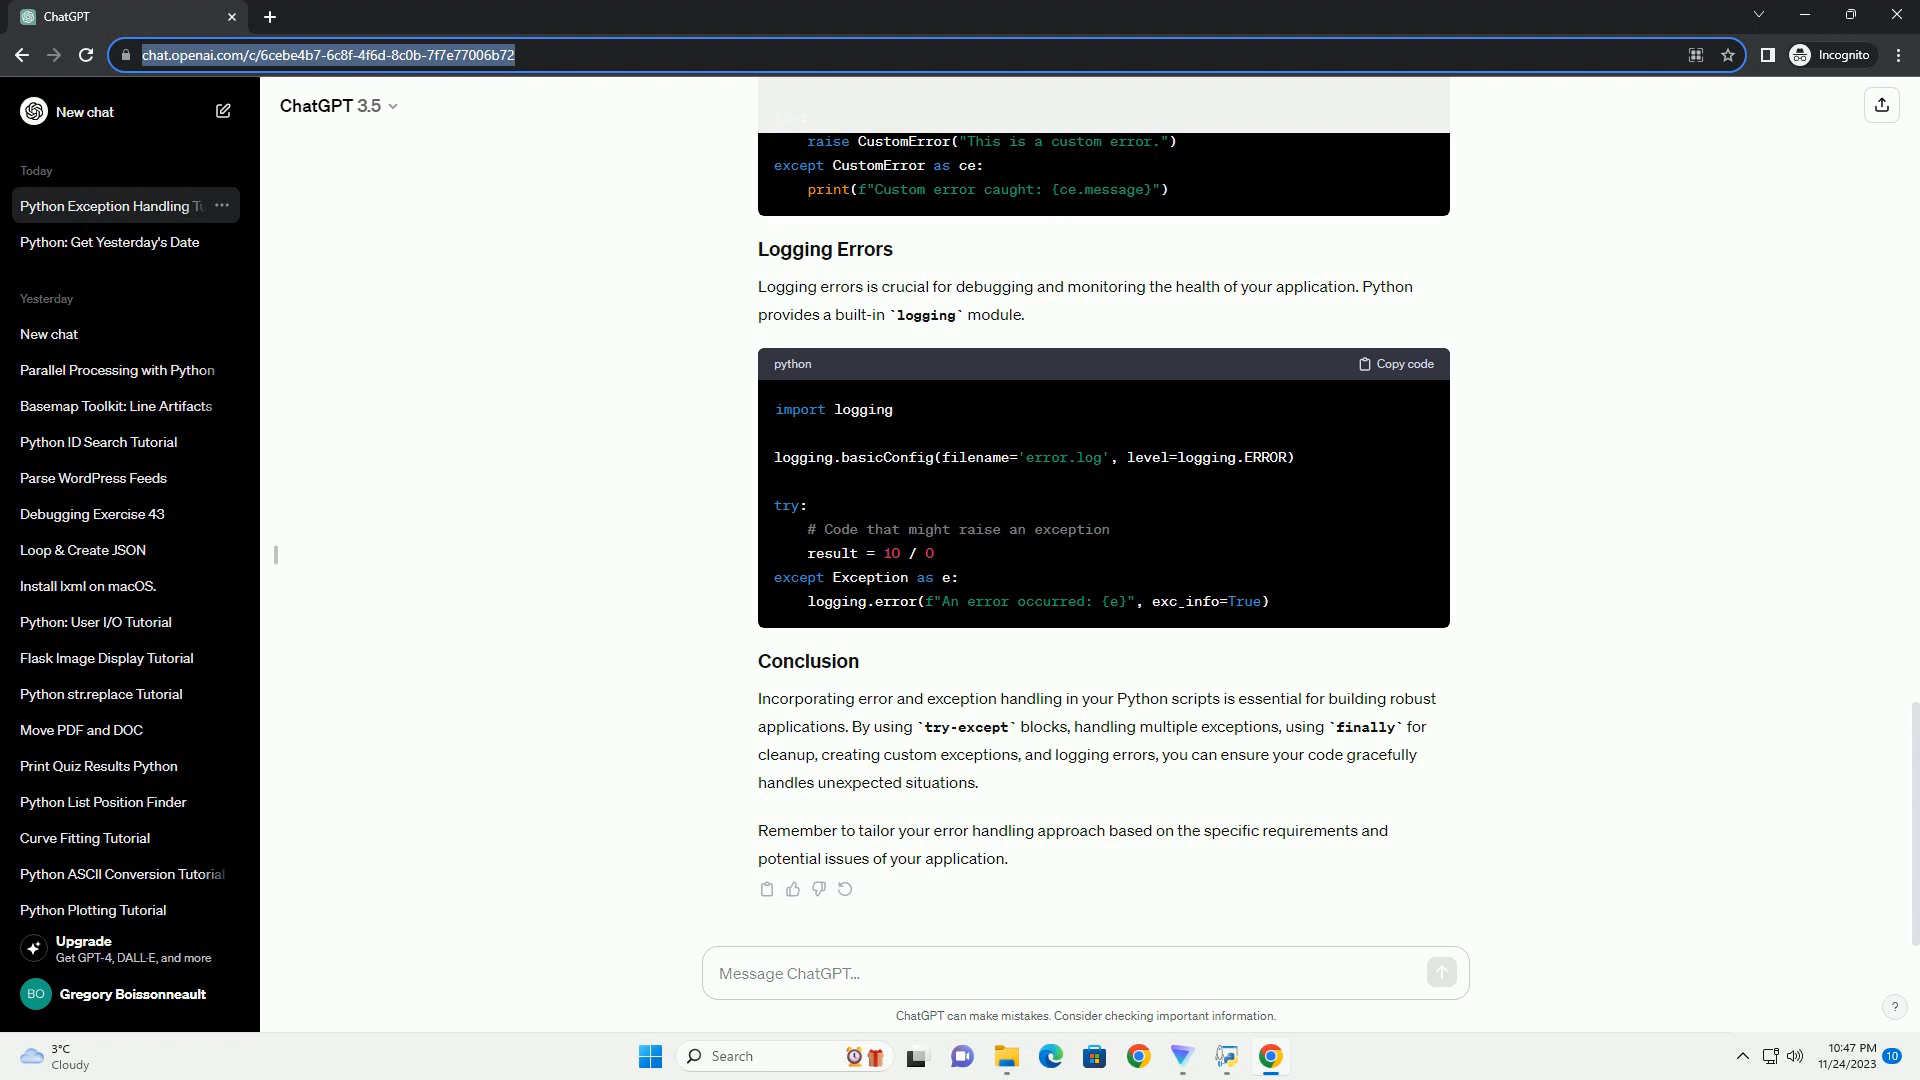 ChatGPT
chat.openai.com/c/6cebe4b7-6c8f-4f6d-8c0b-7f7e77006b72
Incognito
New chat
Today
Python Exception Handling Tu
Python: Get Yesterday's Date
Yesterday
New chat
Parallel Processing with Python
Basemap Toolkit: Line Artifacts
Python ID Search Tutorial
Parse WordPress Feeds
Debugging Exercise 43
Loop & Create JSON
Install lxml on macOS.
Python: User I/O Tutorial
Flask Image Display Tutorial
Python str.replace Tutorial
Move PDF and DOC
Print Quiz Results Python
Python List Position Finder
Curve Fitting Tutorial
Python ASCII Conversion Tutorial
Python Plotting Tutorial
Upgrade
Get GPT-4, DALL·E, and more
BO Gregory Boissonneault
ChatGPT 3.5
raise CustomError("This is a custom error.")
except CustomError as ce:
print(f"Custom error caught: {ce.message}")
Logging Errors
Logging errors is crucial for debugging and monitoring the health of your application. Python
provides a built-in `logging` module.
python
Copy code
import logging
logging.basicConfig(filename='error.log', level=logging.ERROR)
try:
# Code that might raise an exception
result = 10 / 0
except Exception as e:
logging.error(f"An error occurred: {e}", exc_info=True)
Conclusion
Incorporating error and exception handling in your Python scripts is essential for building robust
applications. By using `try-except` blocks, handling multiple exceptions, using `finally` for
cleanup, creating custom exceptions, and logging errors, you can ensure your code gracefully
handles unexpected situations.
Remember to tailor your error handling approach based on the specific requirements and
potential issues of your application.
Message ChatGPT...
ChatGPT can make mistakes. Consider checking important information.
?
3°C
Cloudy
Search
10:47 PM
11/24/2023
10